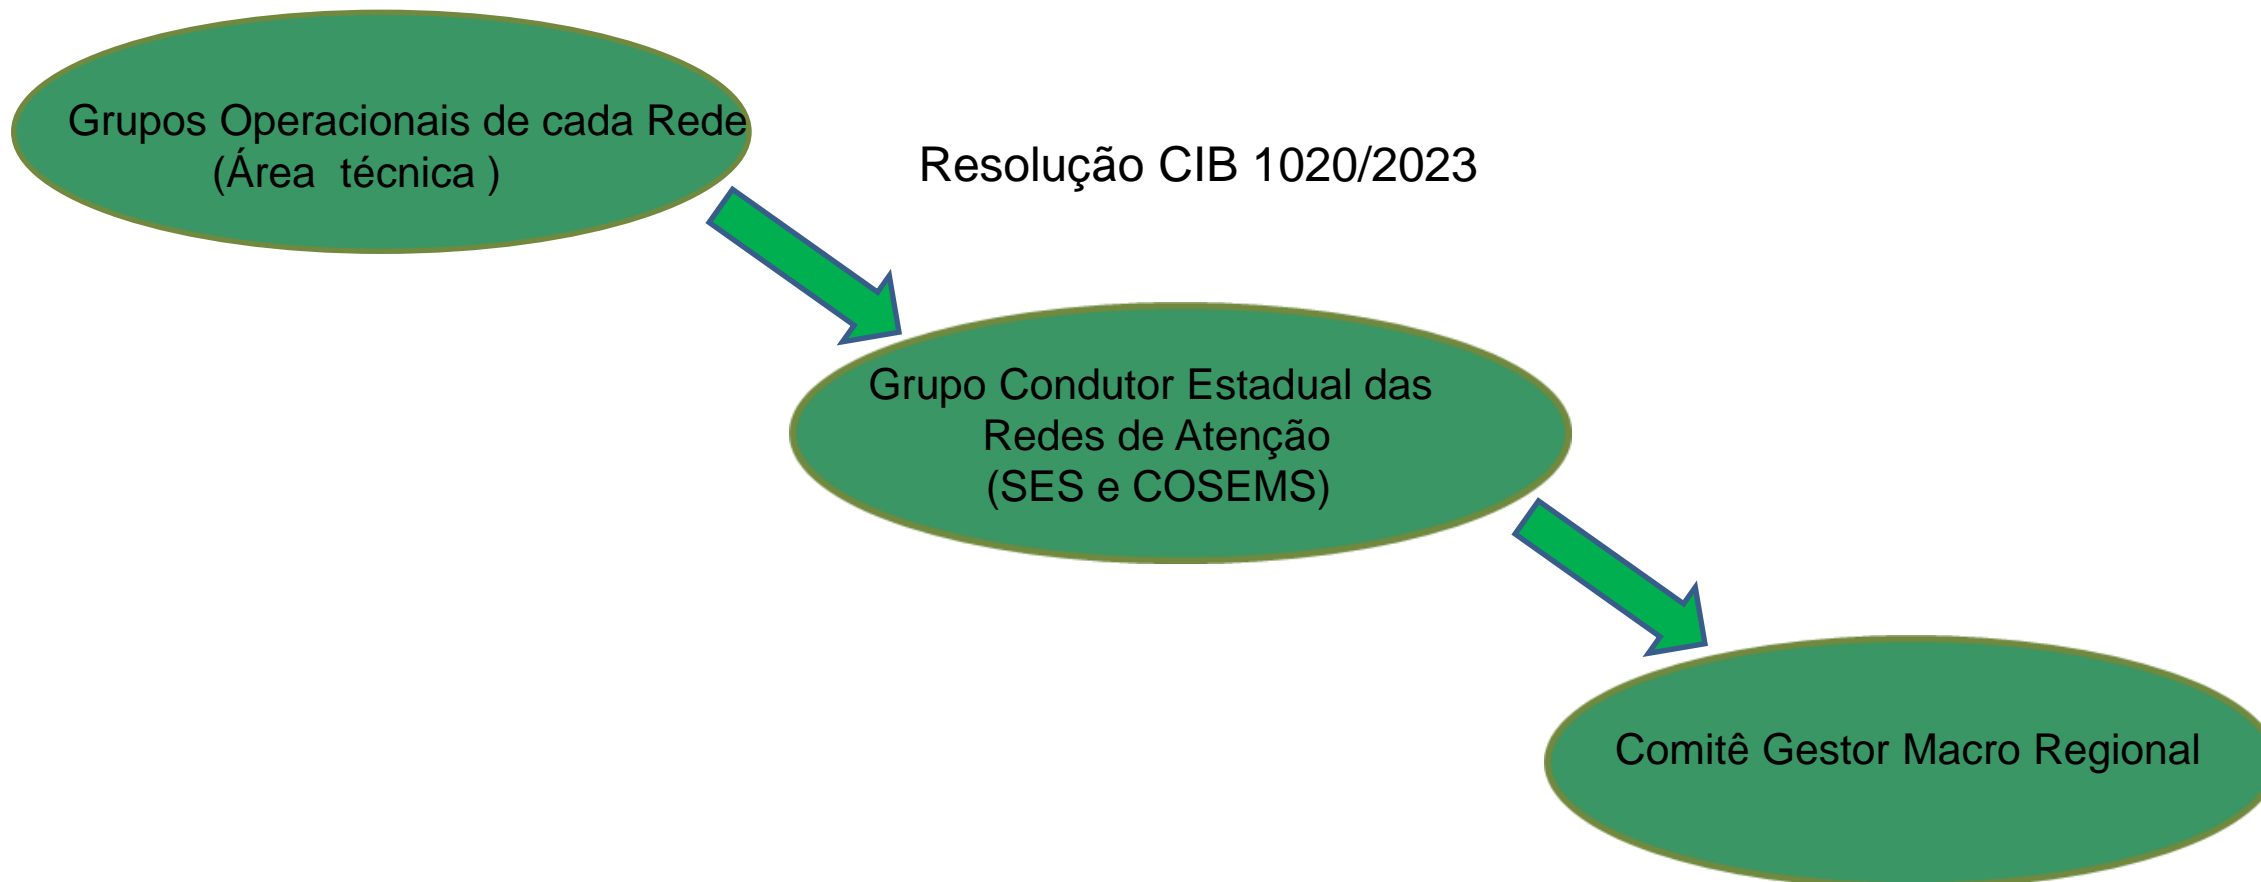 Grupos Operacionais de cada Rede
(Área técnica )
Resolução CIB 1020/2023
Grupo Condutor Estadual das
Redes de Atenção
(SES e COSEMS)
Comitê Gestor Macro Regional